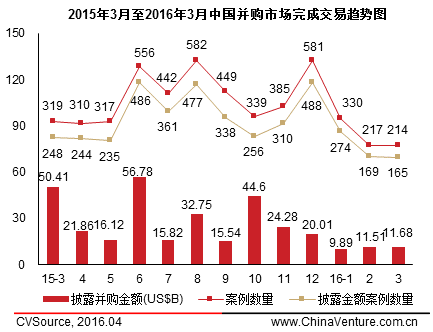 2015年3月至2016年3月中国并购市场完成交易趋势图
150
120
90
60
30
0
319 310 317 556 442 582 449 339 385 581 330 217 214
248 244 235 486 361 477 338 256 310 488 274 169 165
50.41 21.86 16.12 56.78 15.82 32.75 15.54 44.6 24.28 20.01 9.89 11.51 11.68
15-3 4 5 6 7 8 9 10 11 12 16-1 2 3
披露并购金额(US$B) 案例数量 披露金额案例数量
CVSource, 2016.04 www.ChinaVenture.com.cn